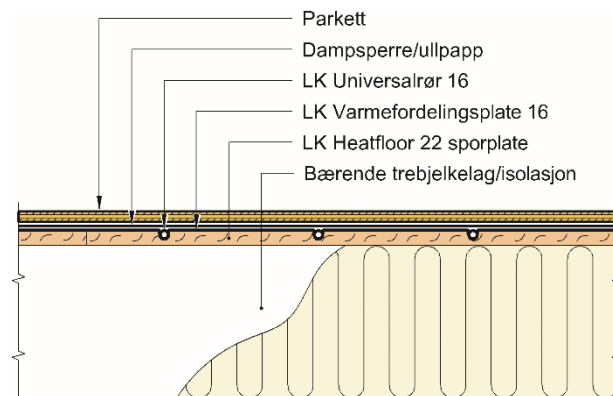 Parkett
Dampsperre/ullpapp
LK Universalrør 16
LK Varmefordelingsplate 16
LK Heatfloor 22 sporplate
Bærende trebjelkelag/isolasjon